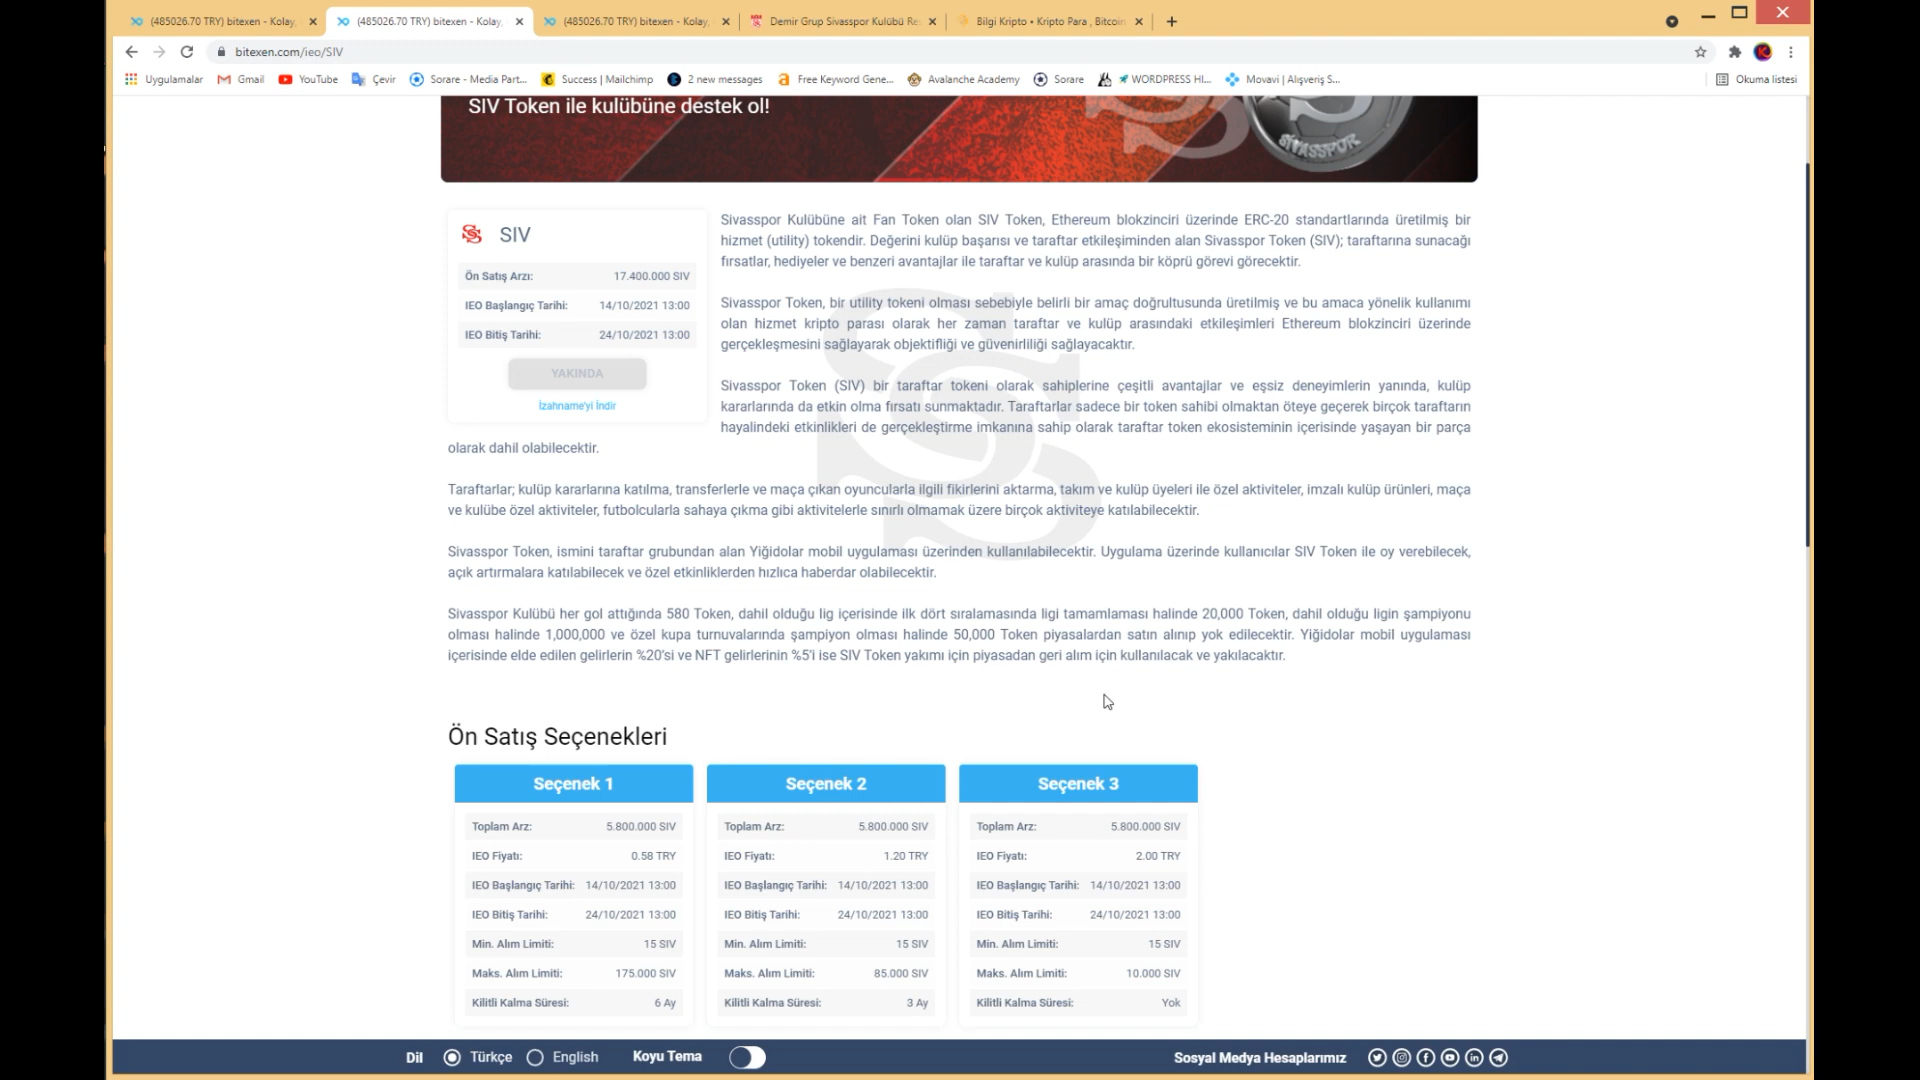 (485026.70 TRY) bitexen - Kolay,
(485026.70 TRY) bitexen - Kolay,
(485026.70 TRY) bitexen - Kolay,
Demir Grup Sivasspor Kulübü Re
Bilgi Kripto • Kripto Para , Bitcoin
bitexen.com/ieo/SIV
Uygulamalar
Gmail
YouTube
Çevir
Sorare - Media Part...
Success | Mailchimp
2 new messages
Free Keyword Gene...
Avalanche Academy
Sorare
WORDPRESS HI...
Movavi | Alışveriş S...
Okuma listesi
SIV Token ile kulübüne destek ol!
SİVASSPOR
SIV
Ön Satış Arzı: 17.400.000 SIV
IEO Başlangıç Tarihi: 14/10/2021 13:00
IEO Bitiş Tarihi: 24/10/2021 13:00
YAKINDA
İzahname'yi İndir
Sivasspor Kulübüne ait Fan Token olan SIV Token, Ethereum blokzinciri üzerinde ERC-20 standartlarında üretilmiş bir
hizmet (utility) tokendir. Değerini kulüp başarısı ve taraftar etkileşiminden alan Sivasspor Token (SIV); taraftarına sunacağı
fırsatlar, hediyeler ve benzeri avantajlar ile taraftar ve kulüp arasında bir köprü görevi görecektir.
Sivasspor Token, bir utility tokeni olması sebebiyle belirli bir amaç doğrultusunda üretilmiş ve bu amaca yönelik kullanımı
olan hizmet kripto parası olarak her zaman taraftar ve kulüp arasındaki etkileşimleri Ethereum blokzinciri üzerinde
gerçekleşmesini sağlayarak objektifliği ve güvenirliliği sağlayacaktır.
Sivasspor Token (SIV) bir taraftar tokeni olarak sahiplerine çeşitli avantajlar ve eşsiz deneyimlerin yanında, kulüp
kararlarında da etkin olma fırsatı sunmaktadır. Taraftarlar sadece bir token sahibi olmaktan öteye geçerek birçok taraftarın
hayalindeki etkinlikleri de gerçekleştirme imkanına sahip olarak taraftar token ekosisteminin içerisinde yaşayan bir parça
olarak dahil olabilecektir.
Taraftarlar; kulüp kararlarına katılma, transferlerle ve maça çıkan oyuncularla ilgili fikirlerini aktarma, takım ve kulüp üyeleri ile özel aktiviteler, imzalı kulüp ürünleri, maça
ve kulübe özel aktiviteler, futbolcularla sahaya çıkma gibi aktivitelerle sınırlı olmamak üzere birçok aktiviteye katılabilecektir.
Sivasspor Token, ismini taraftar grubundan alan Yiğidolar mobil uygulaması üzerinden kullanılabilecektir. Uygulama üzerinde kullanıcılar SIV Token ile oy verebilecek,
açık artırmalara katılabilecek ve özel etkinliklerden hızlıca haberdar olabilecektir.
Sivasspor Kulübü her gol attığında 580 Token, dahil olduğu lig içerisinde ilk dört sıralamasında ligi tamamlaması halinde 20,000 Token, dahil olduğu ligin şampiyonu
olması halinde 1,000,000 ve özel kupa turnuvalarında şampiyon olması halinde 50,000 Token piyasalardan satın alınıp yok edilecektir. Yiğidolar mobil uygulaması
içerisinde elde edilen gelirlerin %20'si ve NFT gelirlerinin %5'i ise SIV Token yakımı için piyasadan geri alım için kullanılacak ve yakılacaktır.
Ön Satış Seçenekleri
Seçenek 1
Toplam Arz: 5.800.000 SIV
IEO Fiyatı: 0.58 TRY
IEO Başlangıç Tarihi: 14/10/2021 13:00
IEO Bitiş Tarihi: 24/10/2021 13:00
Min. Alım Limiti: 15 SIV
Maks. Alım Limiti: 175.000 SIV
Kilitli Kalma Süresi: 6 Ay
Seçenek 2
Toplam Arz: 5.800.000 SIV
IEO Fiyatı: 1.20 TRY
IEO Başlangıç Tarihi: 14/10/2021 13:00
IEO Bitiş Tarihi: 24/10/2021 13:00
Min. Alım Limiti: 15 SIV
Maks. Alım Limiti: 85.000 SIV
Kilitli Kalma Süresi: 3 Ay
Seçenek 3
Toplam Arz: 5.800.000 SIV
IEO Fiyatı: 2.00 TRY
IEO Başlangıç Tarihi: 14/10/2021 13:00
IEO Bitiş Tarihi: 24/10/2021 13:00
Min. Alım Limiti: 15 SIV
Maks. Alım Limiti: 10.000 SIV
Kilitli Kalma Süresi: Yok
Dil Türkçe English Koyu Tema Sosyal Medya Hesaplarımız